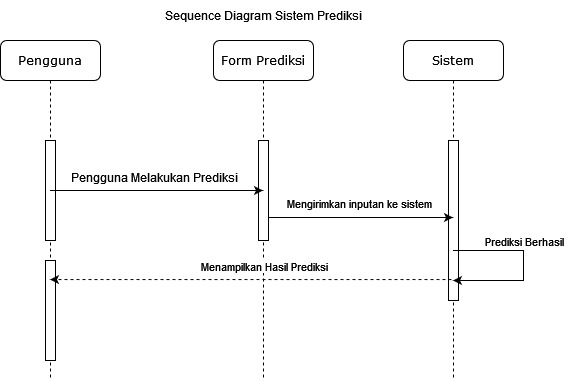 Sequence Diagram Sistem Prediksi
Pengguna
Form Prediksi
Sistem
Pengguna Melakukan Prediksi
Mengirimkan inputan ke sistem
Prediksi Berhasil
Menampilkan Hasil Prediksi